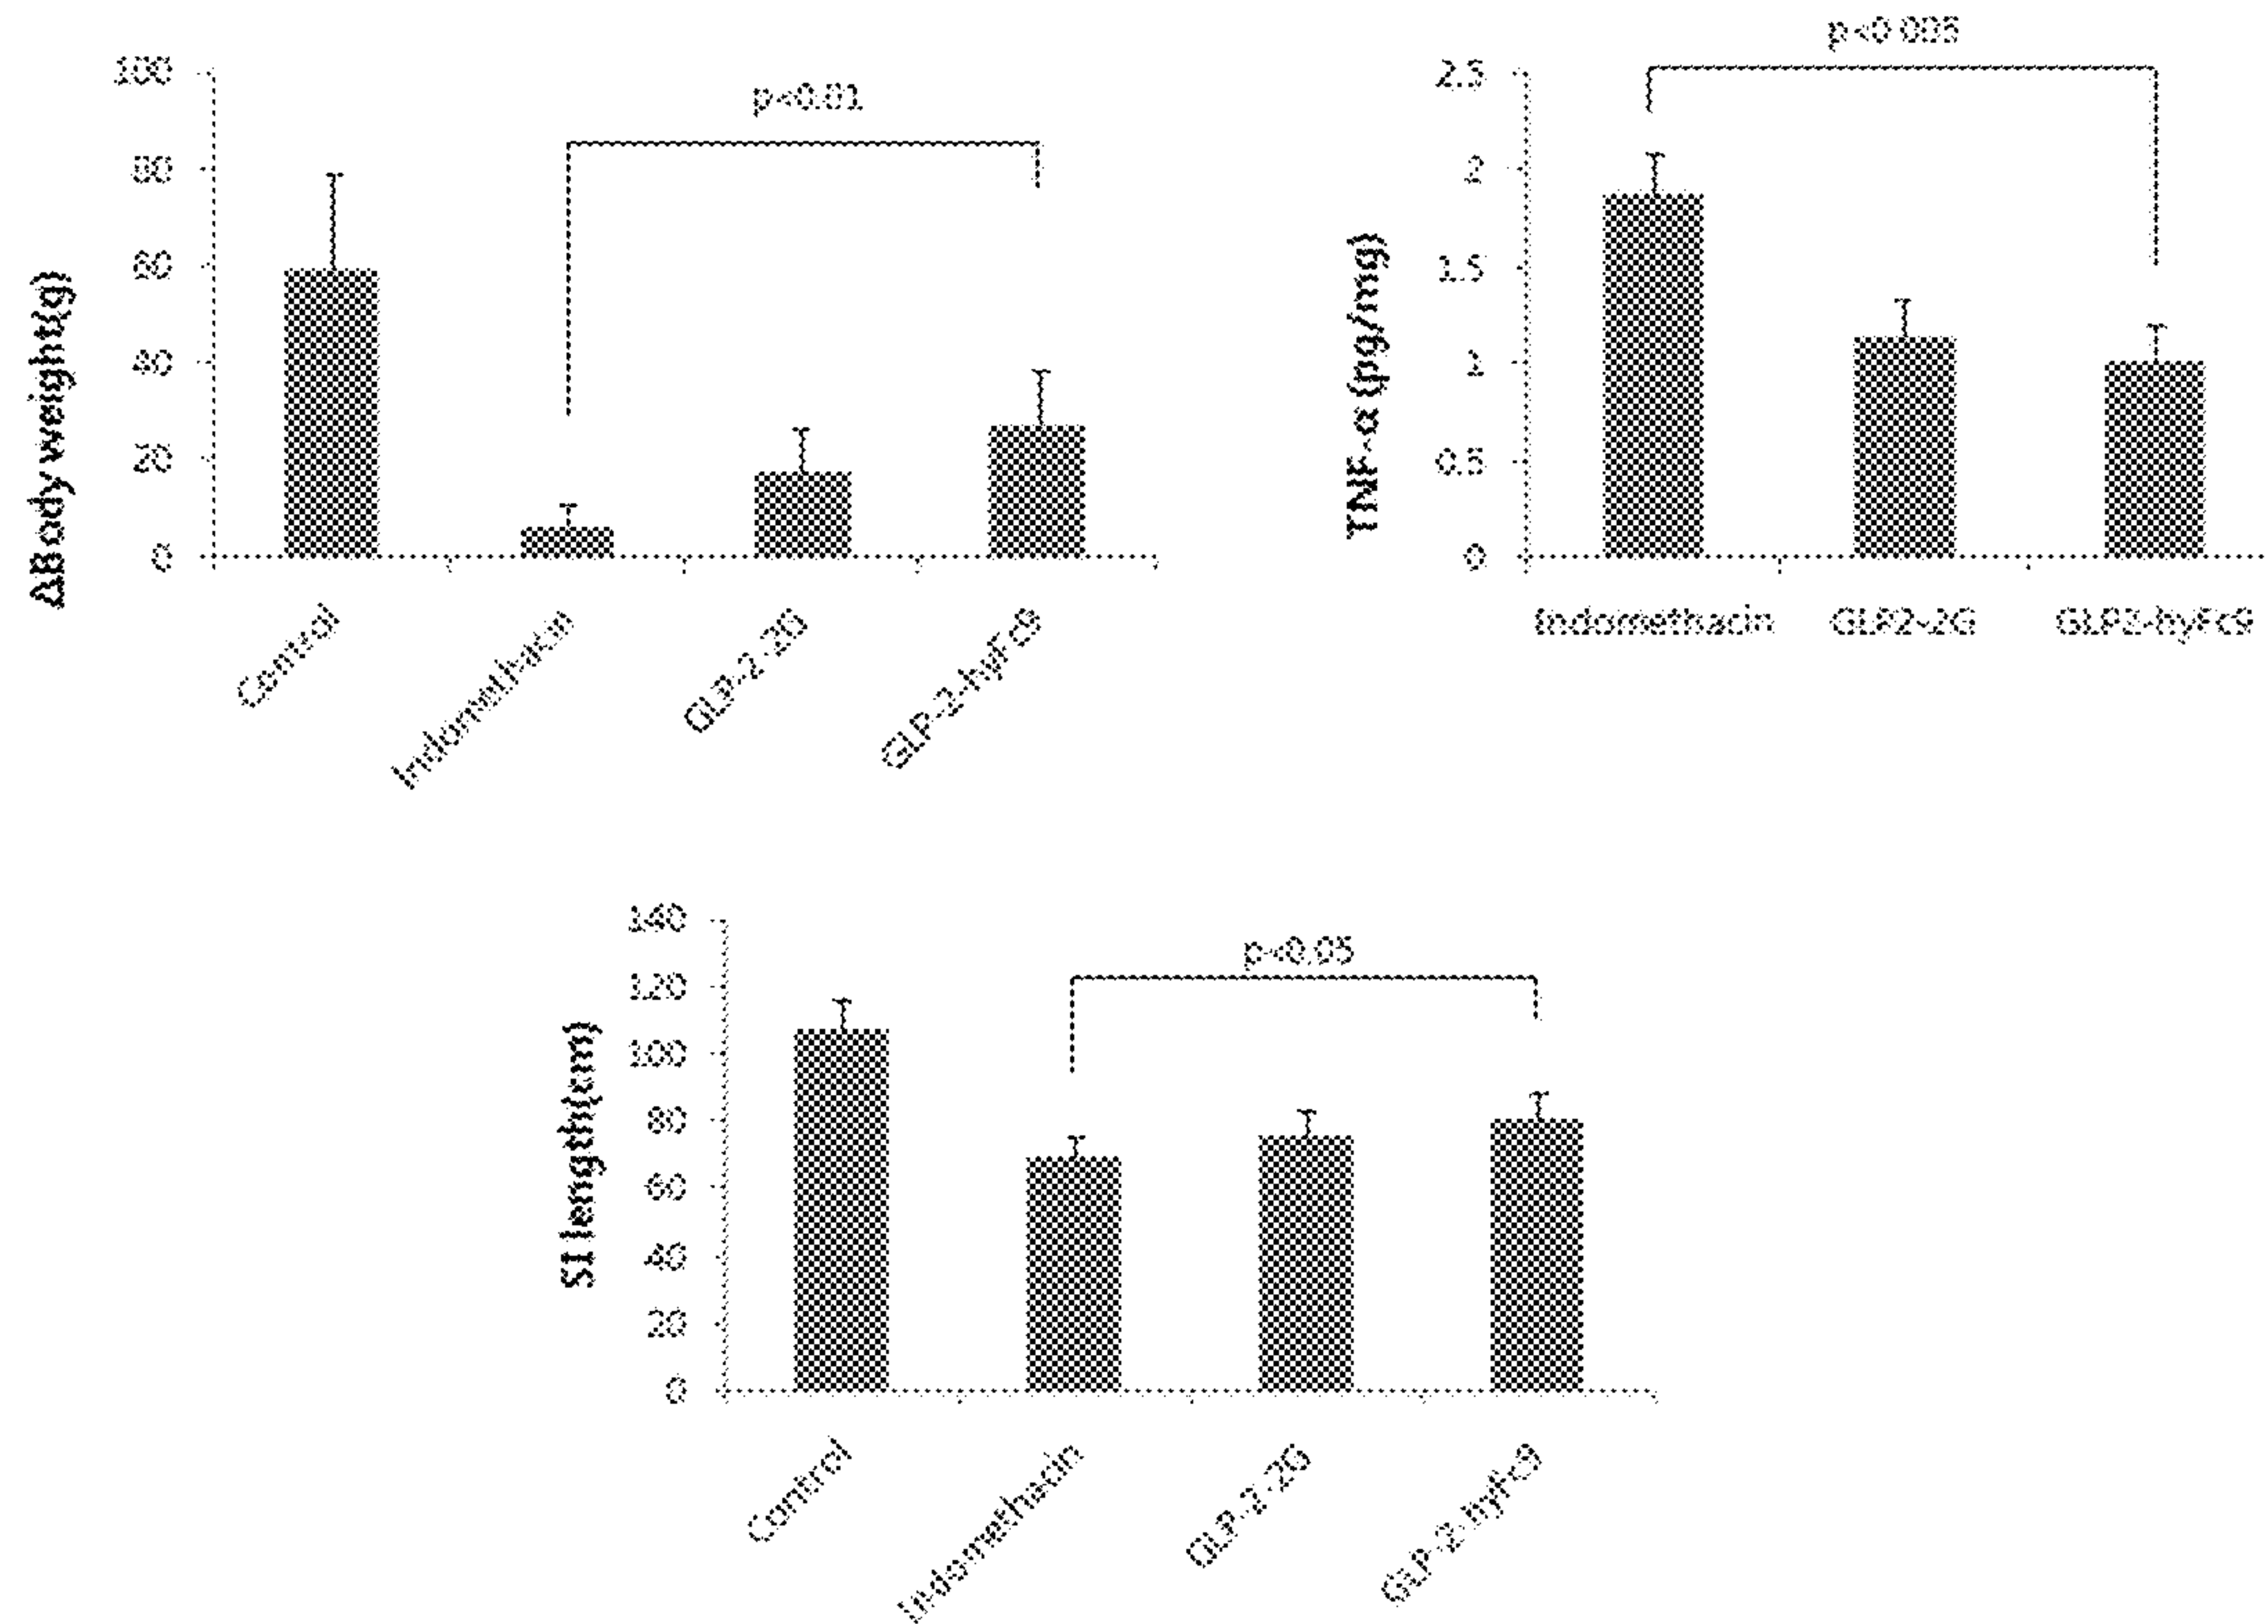 p<0.01
100
80
60
40
20
0
ΔBody weight(g)
Control
Indomethacin
GLP-2-2G
GLP-2-hyFc9
p<0.005
2.5
2
1.5
1
0.5
0
TNF-α (pg/mg)
Indomethacin
GLP2-2G
GLP2-hyFc9
p<0.05
140
120
100
80
60
40
20
0
SI length(cm)
Control
Indomethacin
GLP-2-2G
GLP-2-hyFc9